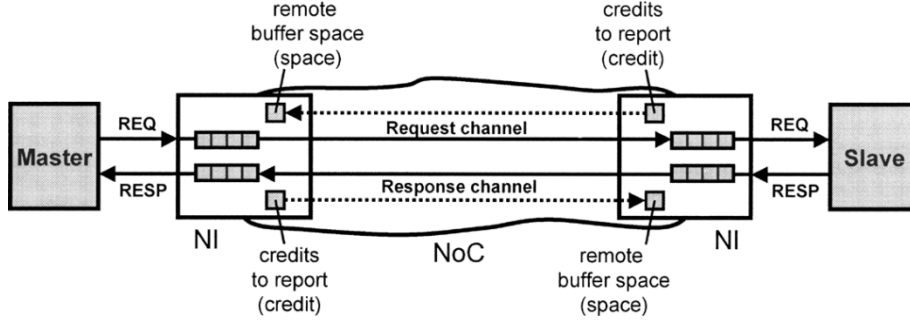 remote
buffer space
(space)
credits
to report
(credit)
REQ
Request channel
REQ
Master
Slave
RESP
Response channel
RESP
NI
NoC
NI
credits
to report
(credit)
remote
buffer space
(space)